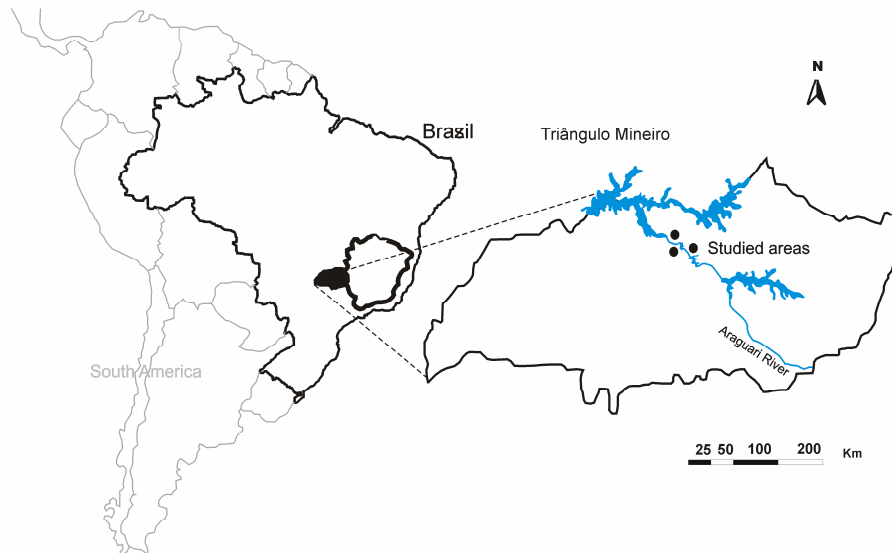 N
Brazil
Triângulo Mineiro
Studied areas
Araguari River
South America
25 50 100 200 Km